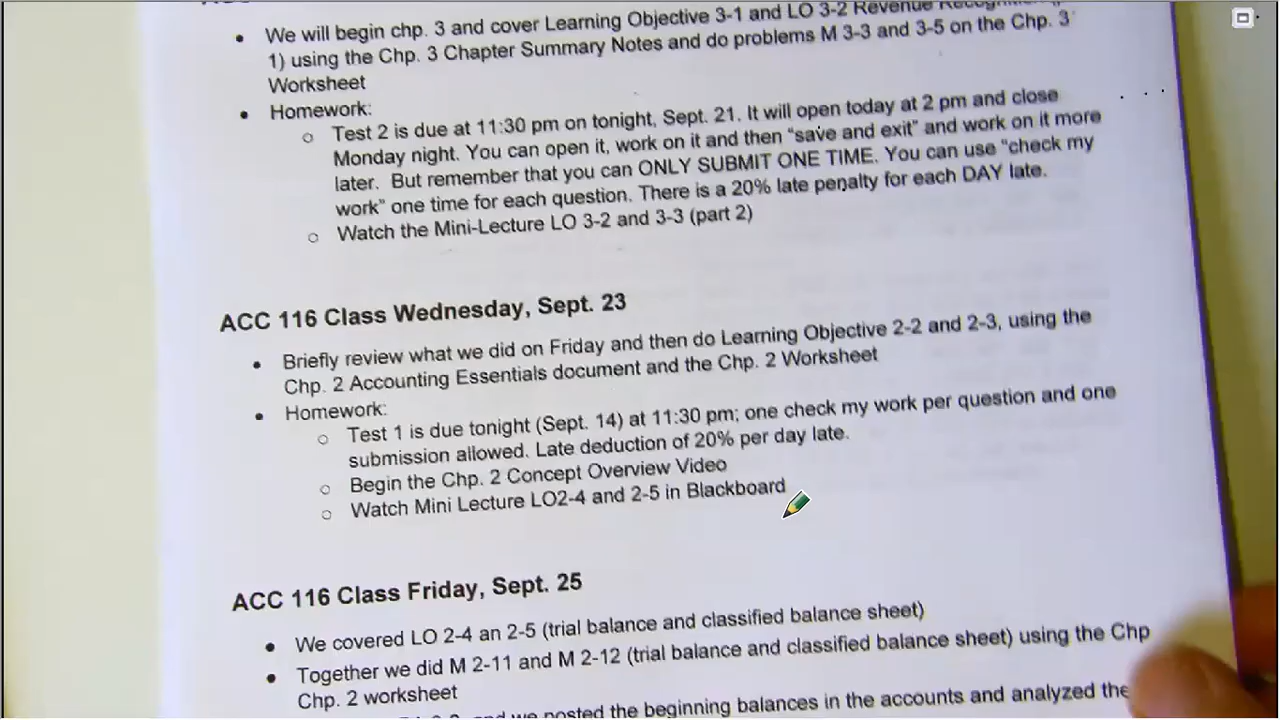 • We will begin chp. 3 and cover Learning Objective 3-1 and LO 3-2 Revenue
1) using the Chp. 3 Chapter Summary Notes and do problems M 3-3 and 3-5 on the Chp. 3
Worksheet
• Homework:
○ Test 2 is due at 11:30 pm on tonight, Sept. 21. It will open today at 2 pm and close
Monday night. You can open it, work on it and then “save and exit” and work on it more
later. But remember that you can ONLY SUBMIT ONE TIME. You can use “check my
work” one time for each question. There is a 20% late penalty for each DAY late.
○ Watch the Mini-Lecture LO 3-2 and 3-3 (part 2)
ACC 116 Class Wednesday, Sept. 23
• Briefly review what we did on Friday and then do Learning Objective 2-2 and 2-3, using the
Chp. 2 Accounting Essentials document and the Chp. 2 Worksheet
• Homework:
○ Test 1 is due tonight (Sept. 14) at 11:30 pm; one check my work per question and one
submission allowed. Late deduction of 20% per day late.
○ Begin the Chp. 2 Concept Overview Video
○ Watch Mini Lecture LO2-4 and 2-5 in Blackboard
ACC 116 Class Friday, Sept. 25
• We covered LO 2-4 an 2-5 (trial balance and classified balance sheet)
• Together we did M 2-11 and M 2-12 (trial balance and classified balance sheet) using the Chp
Chp. 2 worksheet
and we posted the beginning balances in the accounts and analyzed the